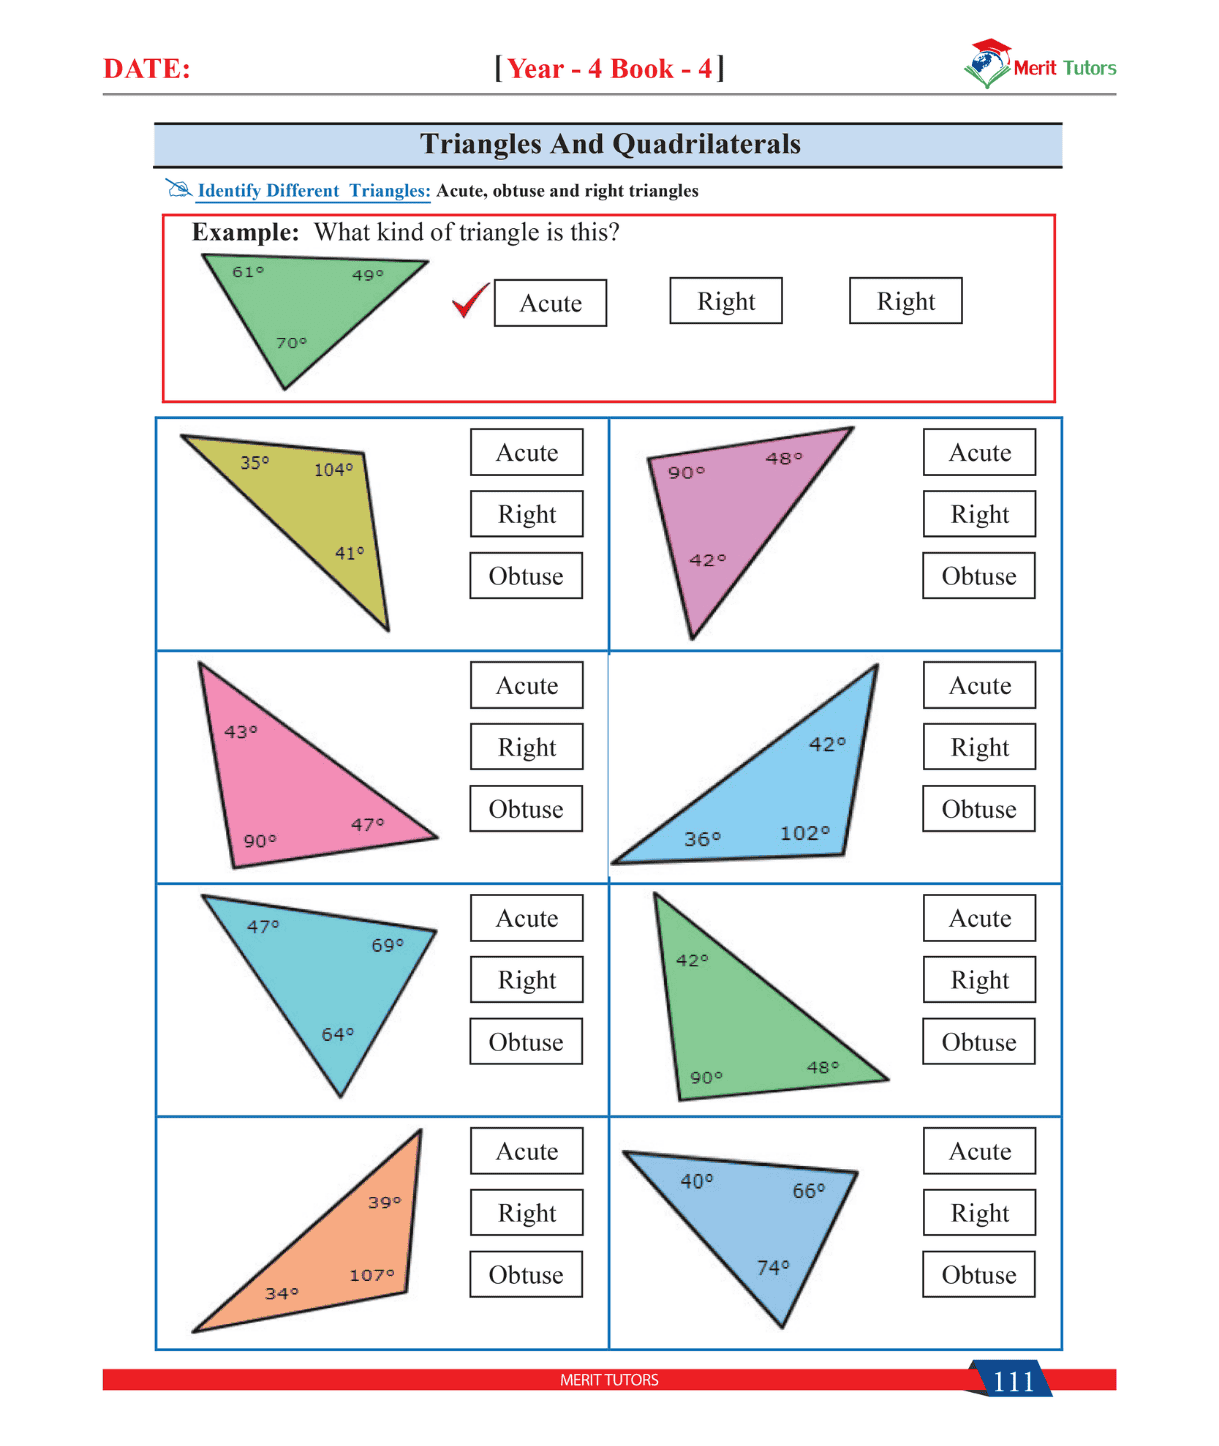 DATE:
[ Year - 4 Book - 4 ]
Merit Tutors
Triangles And Quadrilaterals
Identify Different Triangles: Acute, obtuse and right triangles
Example: What kind of triangle is this?
61° 49°
70°
Acute
Right
Right
35° 104°
41°
Acute
Right
Obtuse
90° 48°
42°
Acute
Right
Obtuse
43°
90° 47°
Acute
Right
Obtuse
42°
36° 102°
Acute
Right
Obtuse
47° 69°
64°
Acute
Right
Obtuse
42°
90° 48°
Acute
Right
Obtuse
39°
34° 107°
Acute
Right
Obtuse
40° 66°
74°
Acute
Right
Obtuse
MERIT TUTORS
111